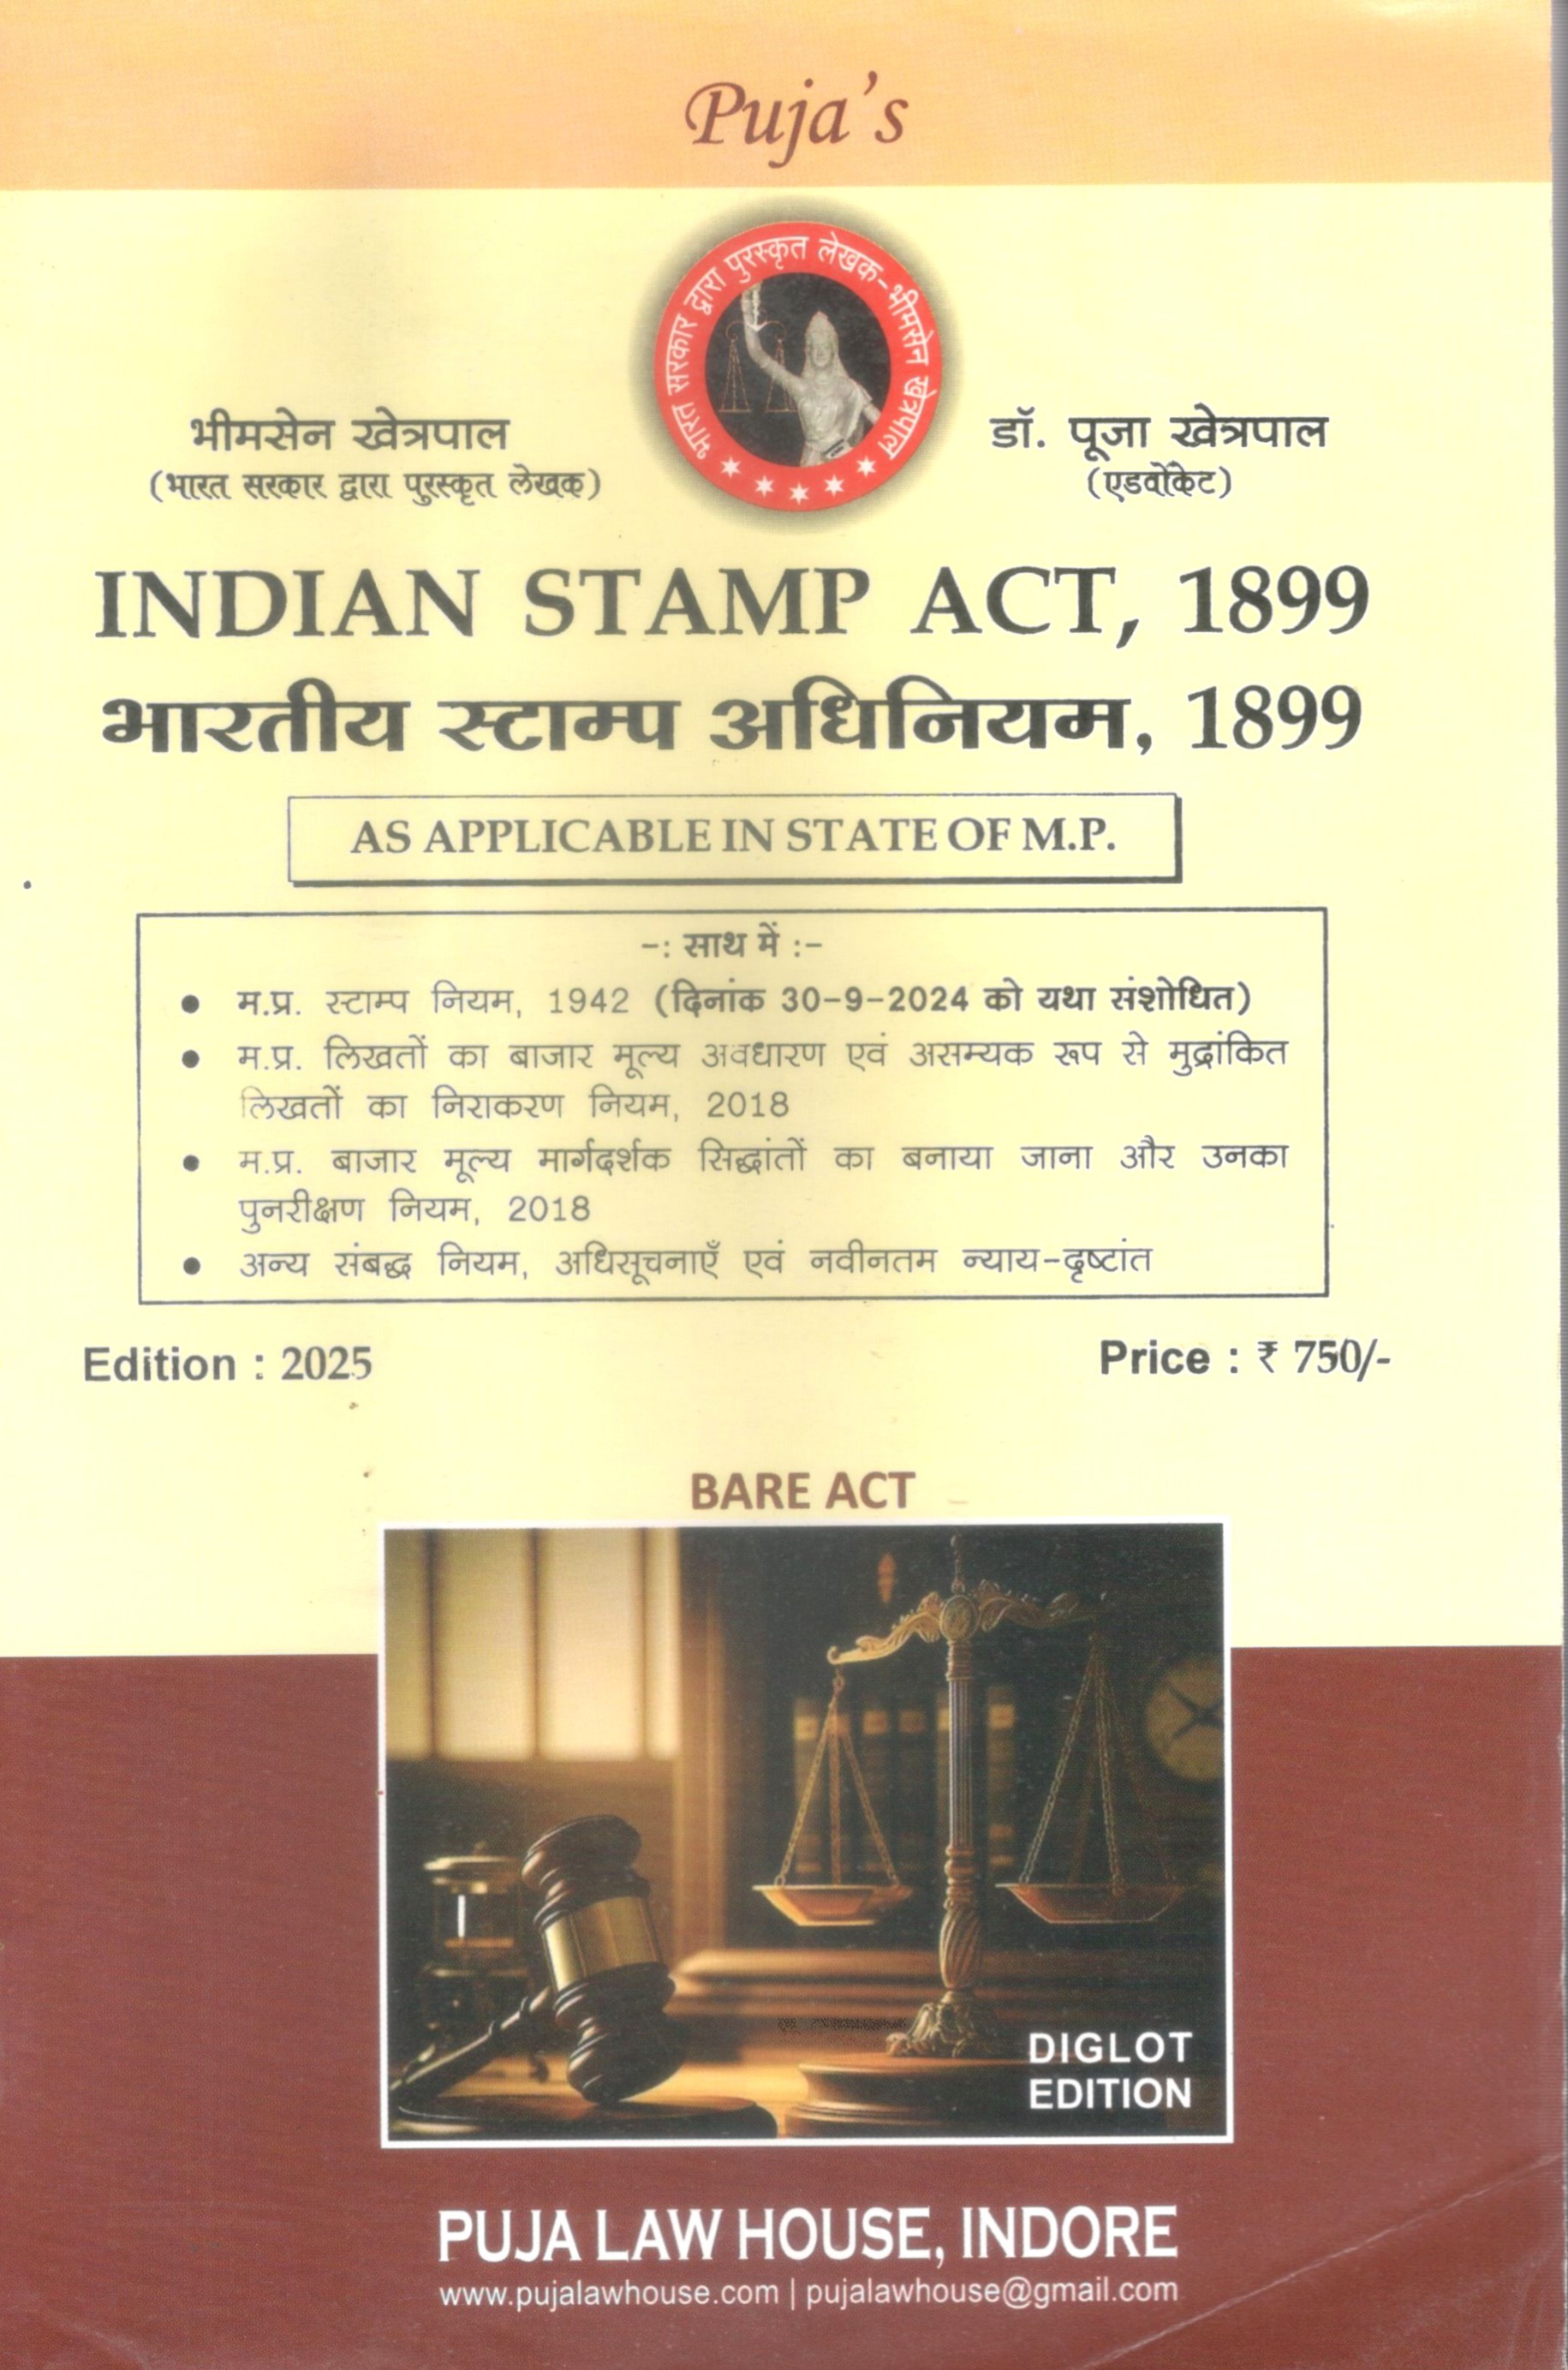 Puja's
भारत सरकार द्वारा पुरस्कृत लेखक-भीमसेन खेत्रपाल
भीमसेन खेत्रपाल
(भारत सरकार द्वारा पुरस्कृत लेखक)
डॉ. पूजा खेत्रपाल
(एडवोकेट)
INDIAN STAMP ACT, 1899
भारतीय स्टाम्प अधिनियम, 1899
AS APPLICABLE IN STATE OF M.P.
-: साथ में :-
● म.प्र. स्टाम्प नियम, 1942 (दिनांक 30-9-2024 को यथा संशोधित)
● म.प्र. लिखतों का बाजार मूल्य अवधारण एवं असम्यक रूप से मुद्रांकित
लिखतों का निराकरण नियम, 2018
● म.प्र. बाजार मूल्य मार्गदर्शक सिद्धांतों का बनाया जाना और उनका
पुनरीक्षण नियम, 2018
● अन्य संबद्ध नियम, अधिसूचनाएँ एवं नवीनतम न्याय-दृष्टांत
Edition : 2025
Price : ₹ 750/-
BARE ACT
DIGLOT
EDITION
PUJA LAW HOUSE, INDORE
www.pujalawhouse.com | pujalawhouse@gmail.com